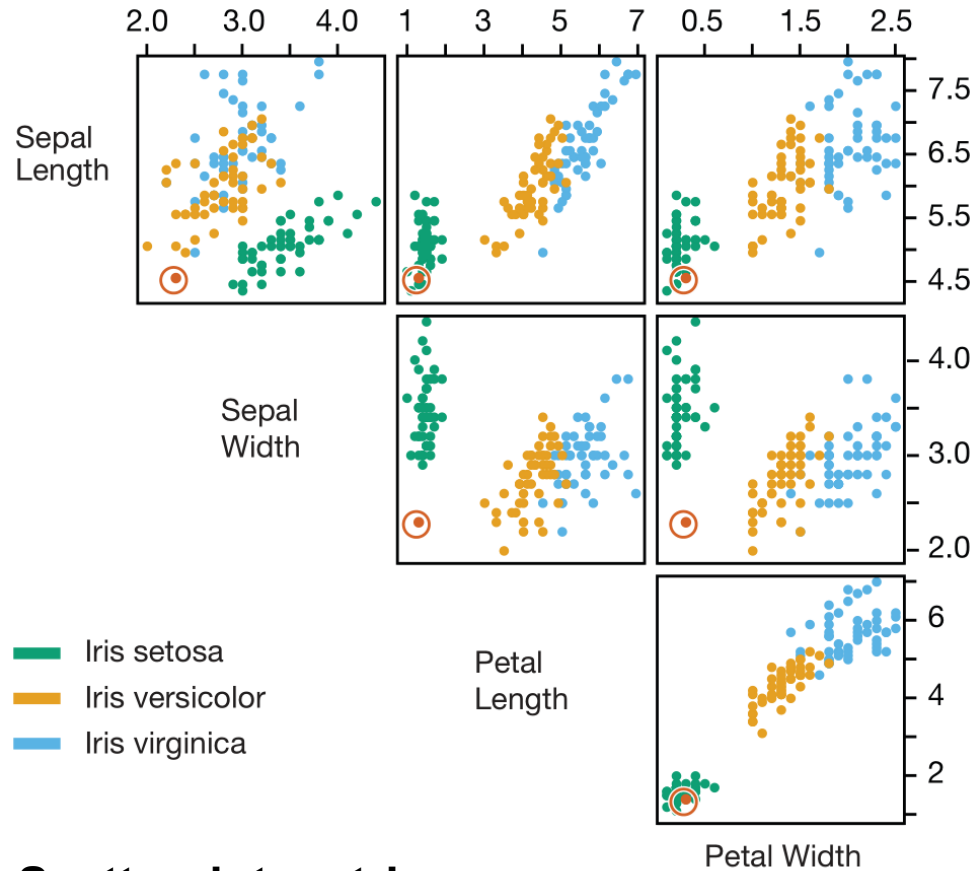 2.0 3.0 4.0 1 3 5 7 0.5 1.5 2.5
Sepal
Length
7.5
6.5
5.5
4.5
Sepal
Width
4.0
3.0
2.0
Iris setosa
Iris versicolor
Iris virginica
Petal
Length
6
4
2
Petal Width